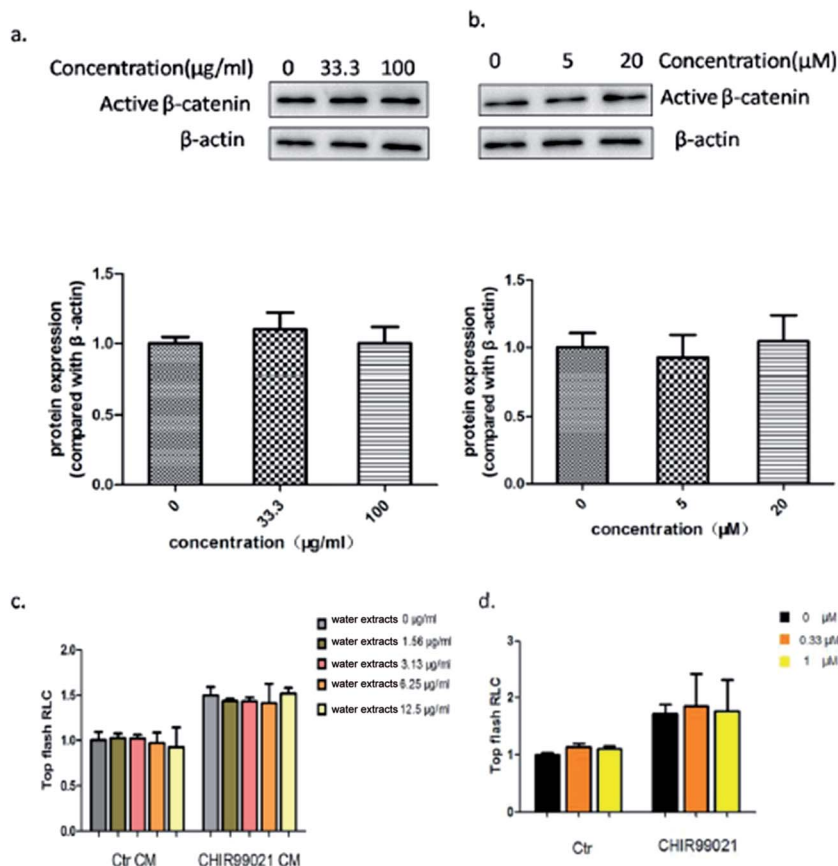 a.
Concentration(µg/ml) 0 33.3 100
Active β-catenin
β-actin
b.
0 5 20 Concentration(µM)
Active β-catenin
β-actin
protein expression
(compared with β -actin)
1.5
1.0
0.5
0.0
0 33.3 100
concentration（µg/ml）
protein expression
(compared with β -actin)
1.5
1.0
0.5
0.0
0 5 20
concentration（µM）
c.
Top flash RLC
2.0
1.5
1.0
0.5
0.0
Ctr CM CHIR99021 CM
water extracts 0 µg/ml
water extracts 1.56 µg/ml
water extracts 3.13 µg/ml
water extracts 6.25 µg/ml
water extracts 12.5 µg/ml
d.
Top flash RLC
3
2
1
0
Ctr CHIR99021
0 µM
0.33 µM
1 µM